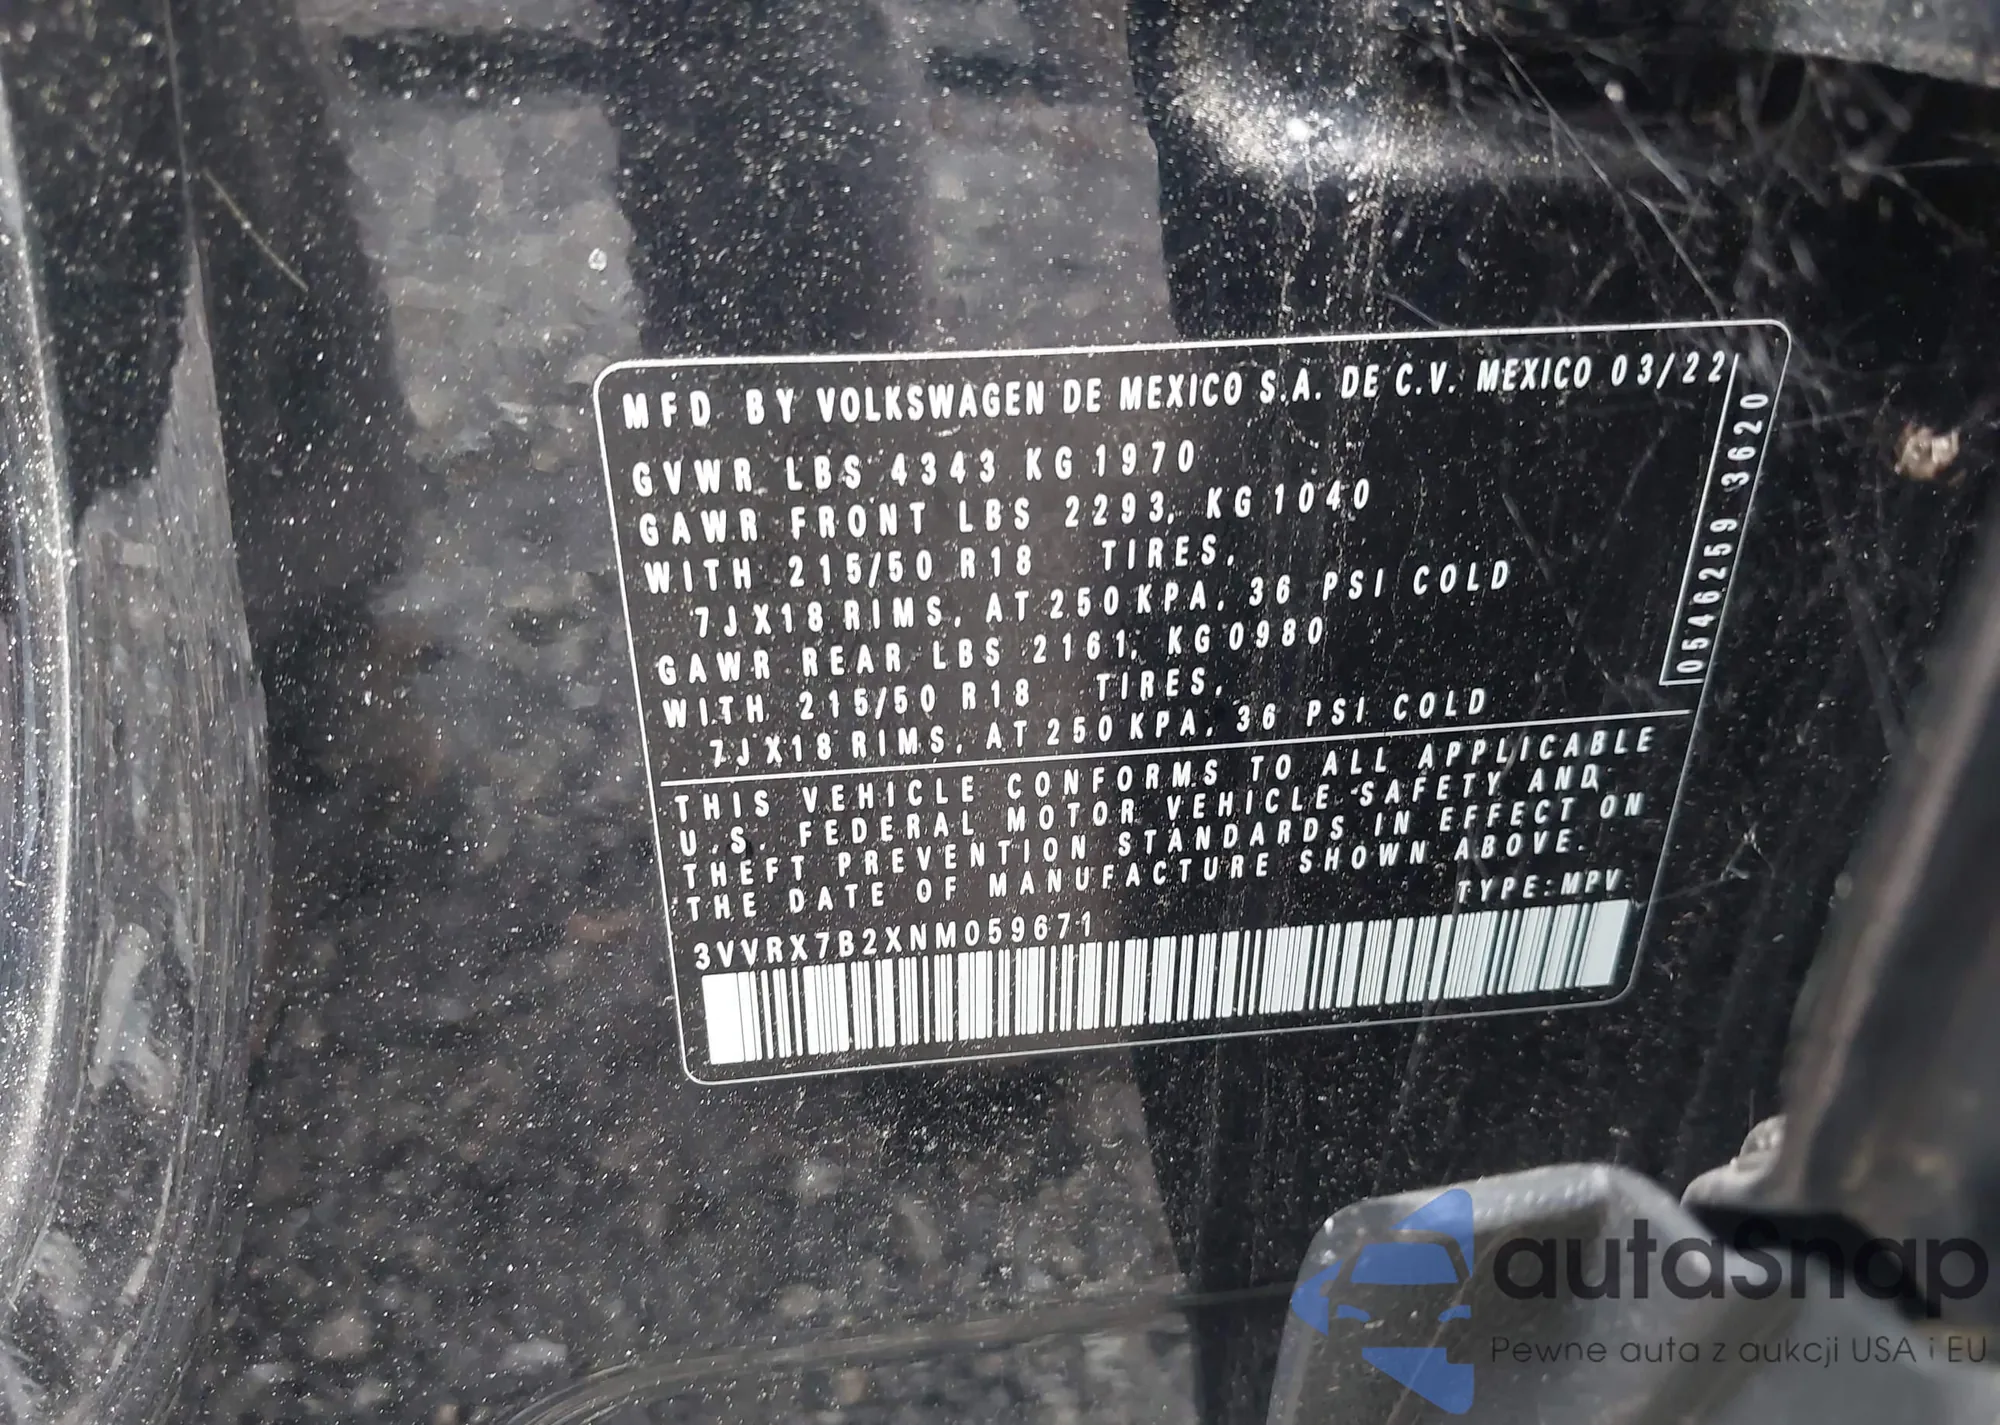 MFD BY VOLKSWAGEN DE MEXICO S.A. DE C.V. MEXICO 03/22
GVWR LBS 4343 KG 1970
GAWR FRONT LBS 2293, KG 1040
WITH 215/50 R18 TIRES,
7JX18 RIMS, AT 250 KPA, 36 PSI COLD
GAWR REAR LBS 2161, KG 0980
WITH 215/50 R18 TIRES,
7JX18 RIMS, AT 250 KPA, 36 PSI COLD
0546259 3620
THIS VEHICLE CONFORMS TO ALL APPLICABLE
U.S. FEDERAL MOTOR VEHICLE SAFETY AND
THEFT PREVENTION STANDARDS IN EFFECT ON
THE DATE OF MANUFACTURE SHOWN ABOVE.
TYPE:MPV
3VVRX7B2XNM059671
autaSnap
Pewne auta z aukcji USA i EU